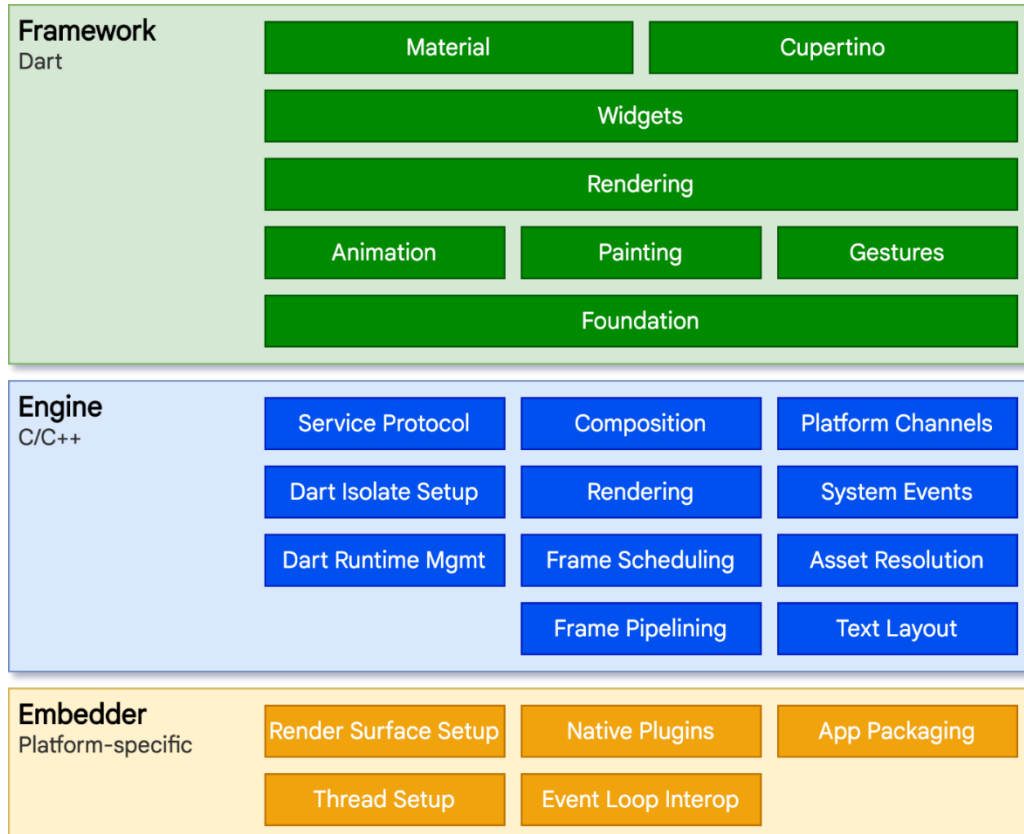 Framework
Dart
Material
Cupertino
Widgets
Rendering
Animation
Painting
Gestures
Foundation
Engine
C/C++
Service Protocol
Composition
Platform Channels
Dart Isolate Setup
Rendering
System Events
Dart Runtime Mgmt
Frame Scheduling
Asset Resolution
Frame Pipelining
Text Layout
Embedder
Platform-specific
Render Surface Setup
Native Plugins
App Packaging
Thread Setup
Event Loop Interop